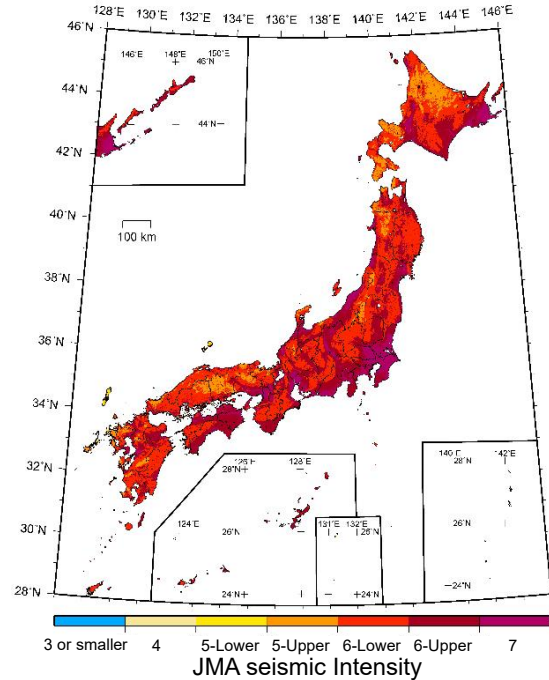 128°E 130°E 132°E 134°E 136°E 138°E 140°E 142°E 144°E 146°E
46°N
146°E 148°E 150°E
46°N
44°N
44°N
42°N
40°N
100 km
38°N
36°N
34°N
32°N
30°N
28°N
126°E 128°E
28°N
124°E
26°N
24°N
131°E 132°E
26°N
24°N
140°E 142°E
28°N
26°N
24°N
3 or smaller 4 5-Lower 5-Upper 6-Lower 6-Upper 7
JMA seismic Intensity